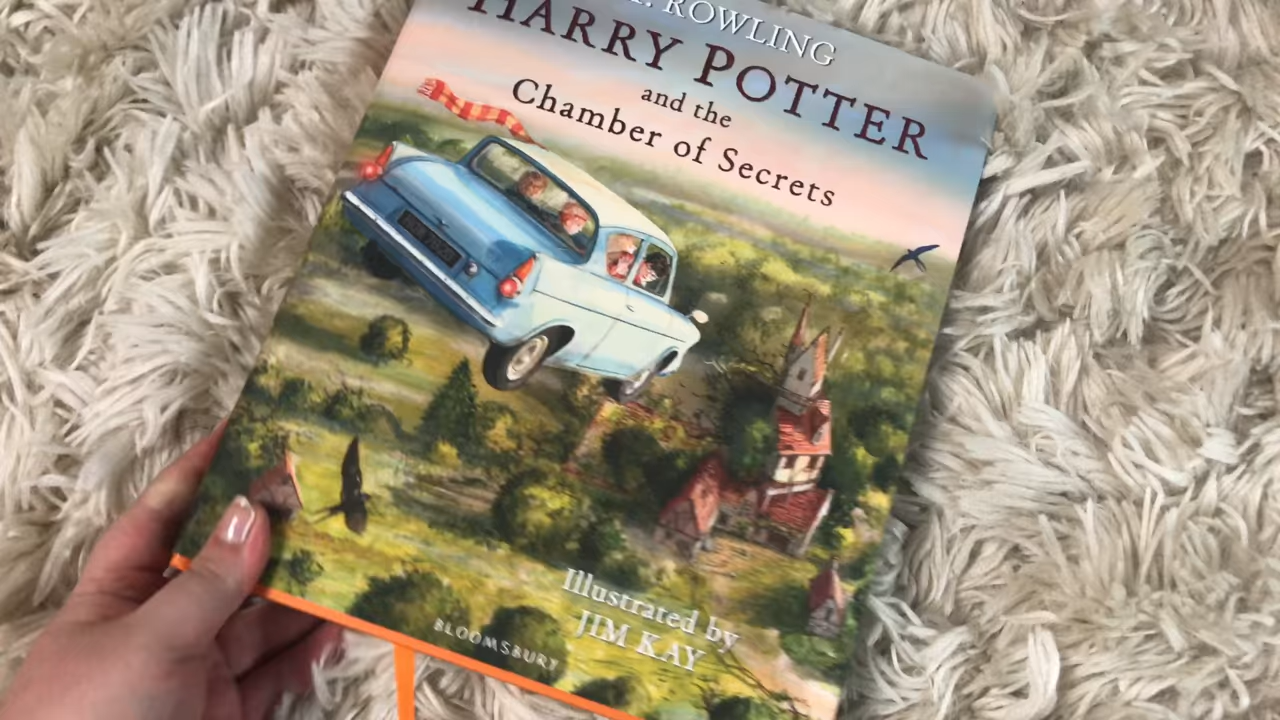 ROWLING
HARRY POTTER
and the
Chamber of Secrets
Illustrated by
JIM KAY
BLOOMSBURY